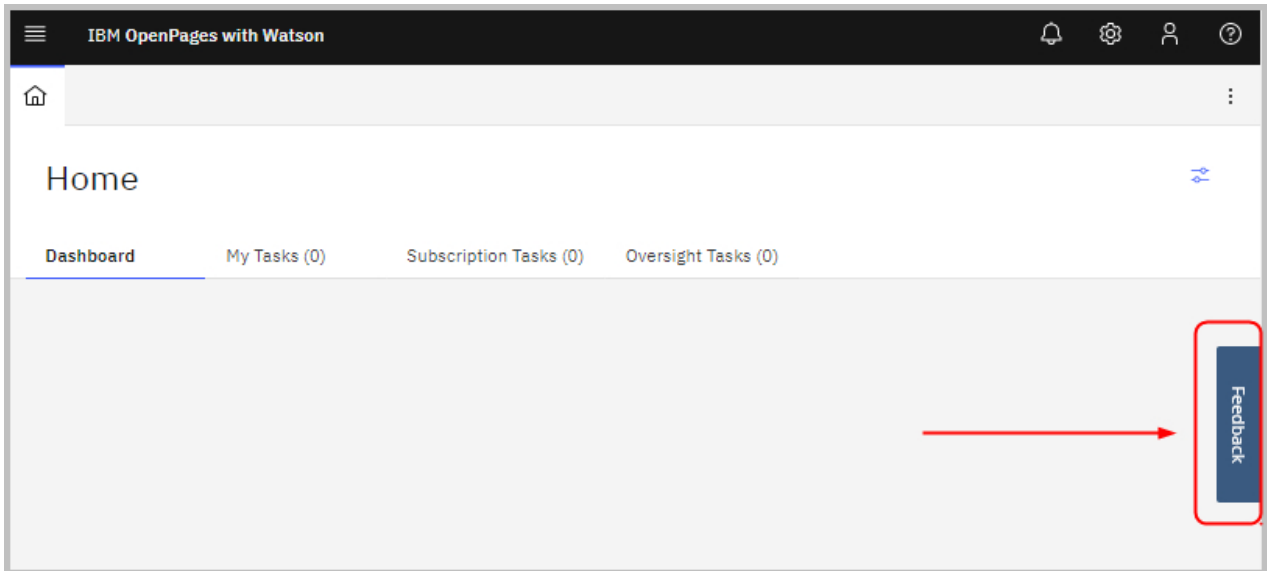 IBM OpenPages with Watson
Home
Dashboard My Tasks (0) Subscription Tasks (0) Oversight Tasks (0)
Feedback